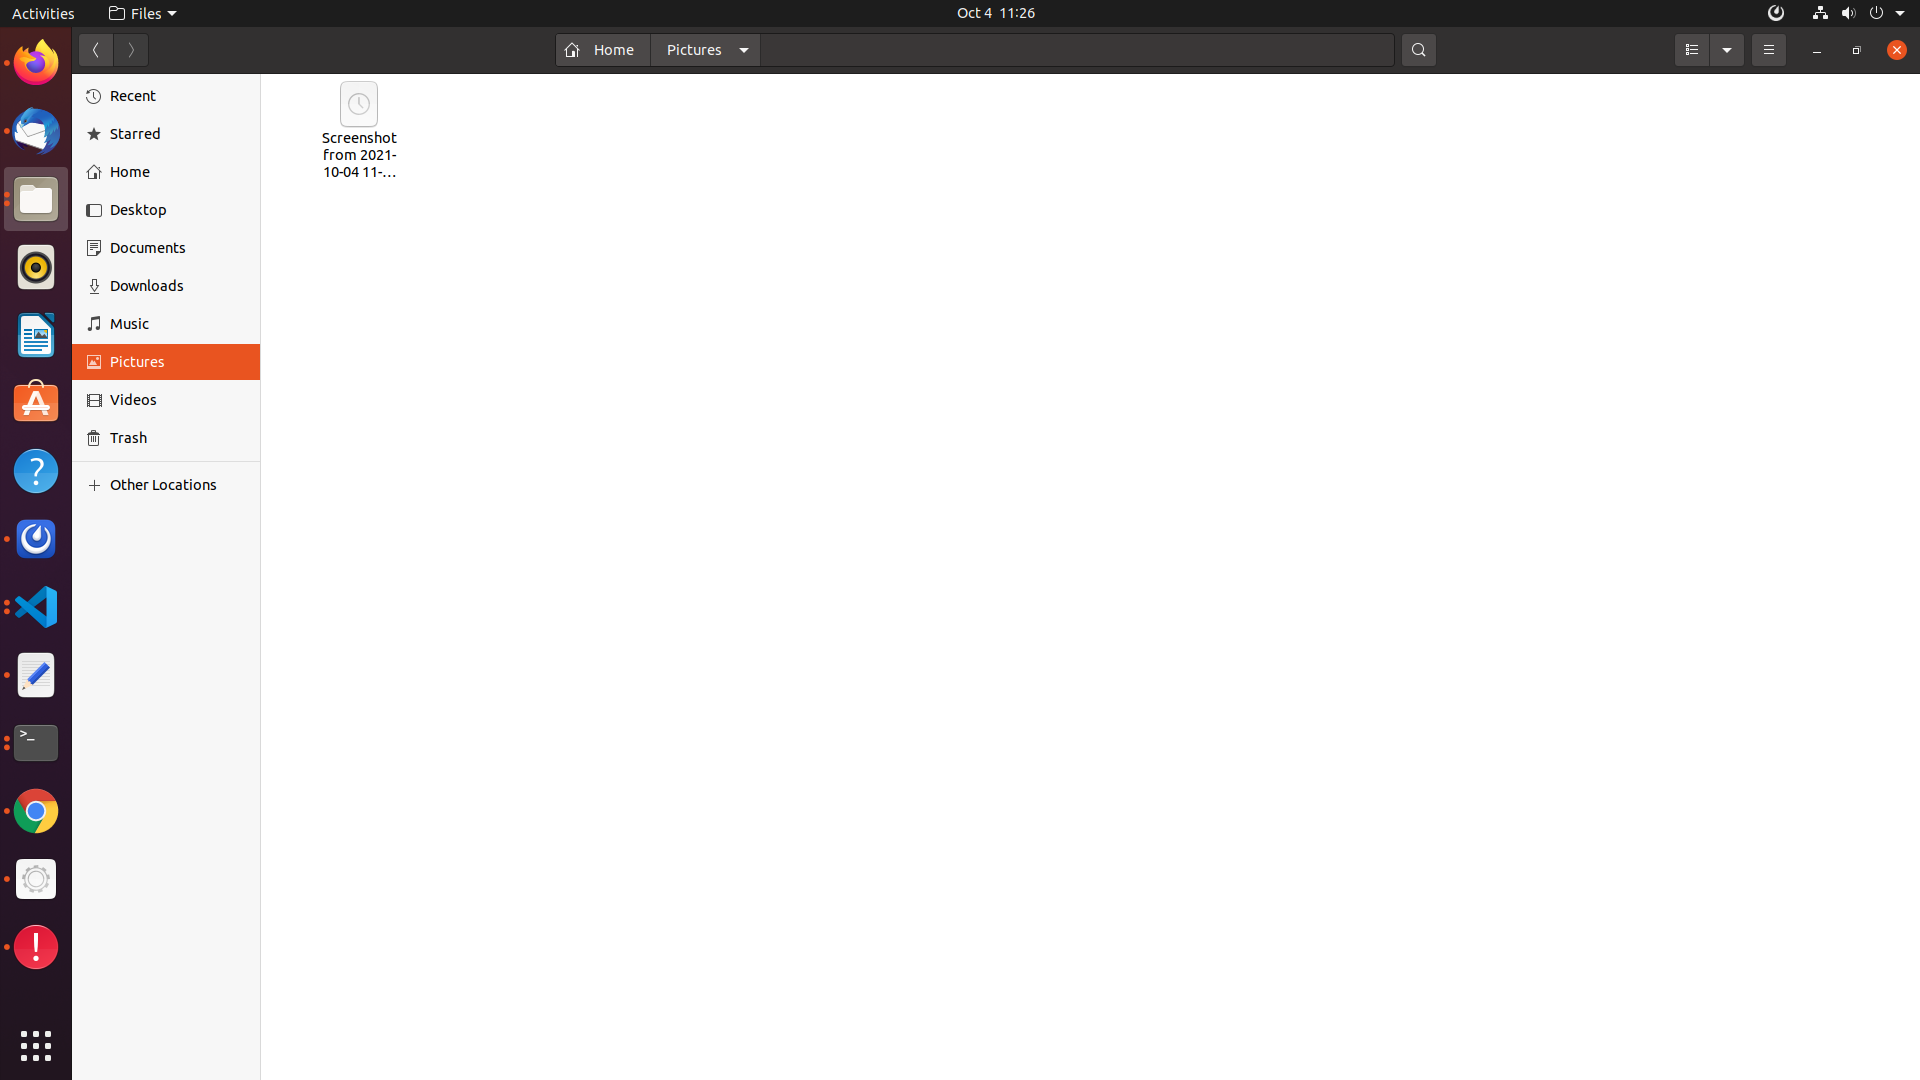 Activities
Files
Oct 4 11:26
Home
Pictures
Recent
Starred
Home
Desktop
Documents
Downloads
Music
Pictures
Videos
Trash
Other Locations
Screenshot
from 2021-
10-04 11-…